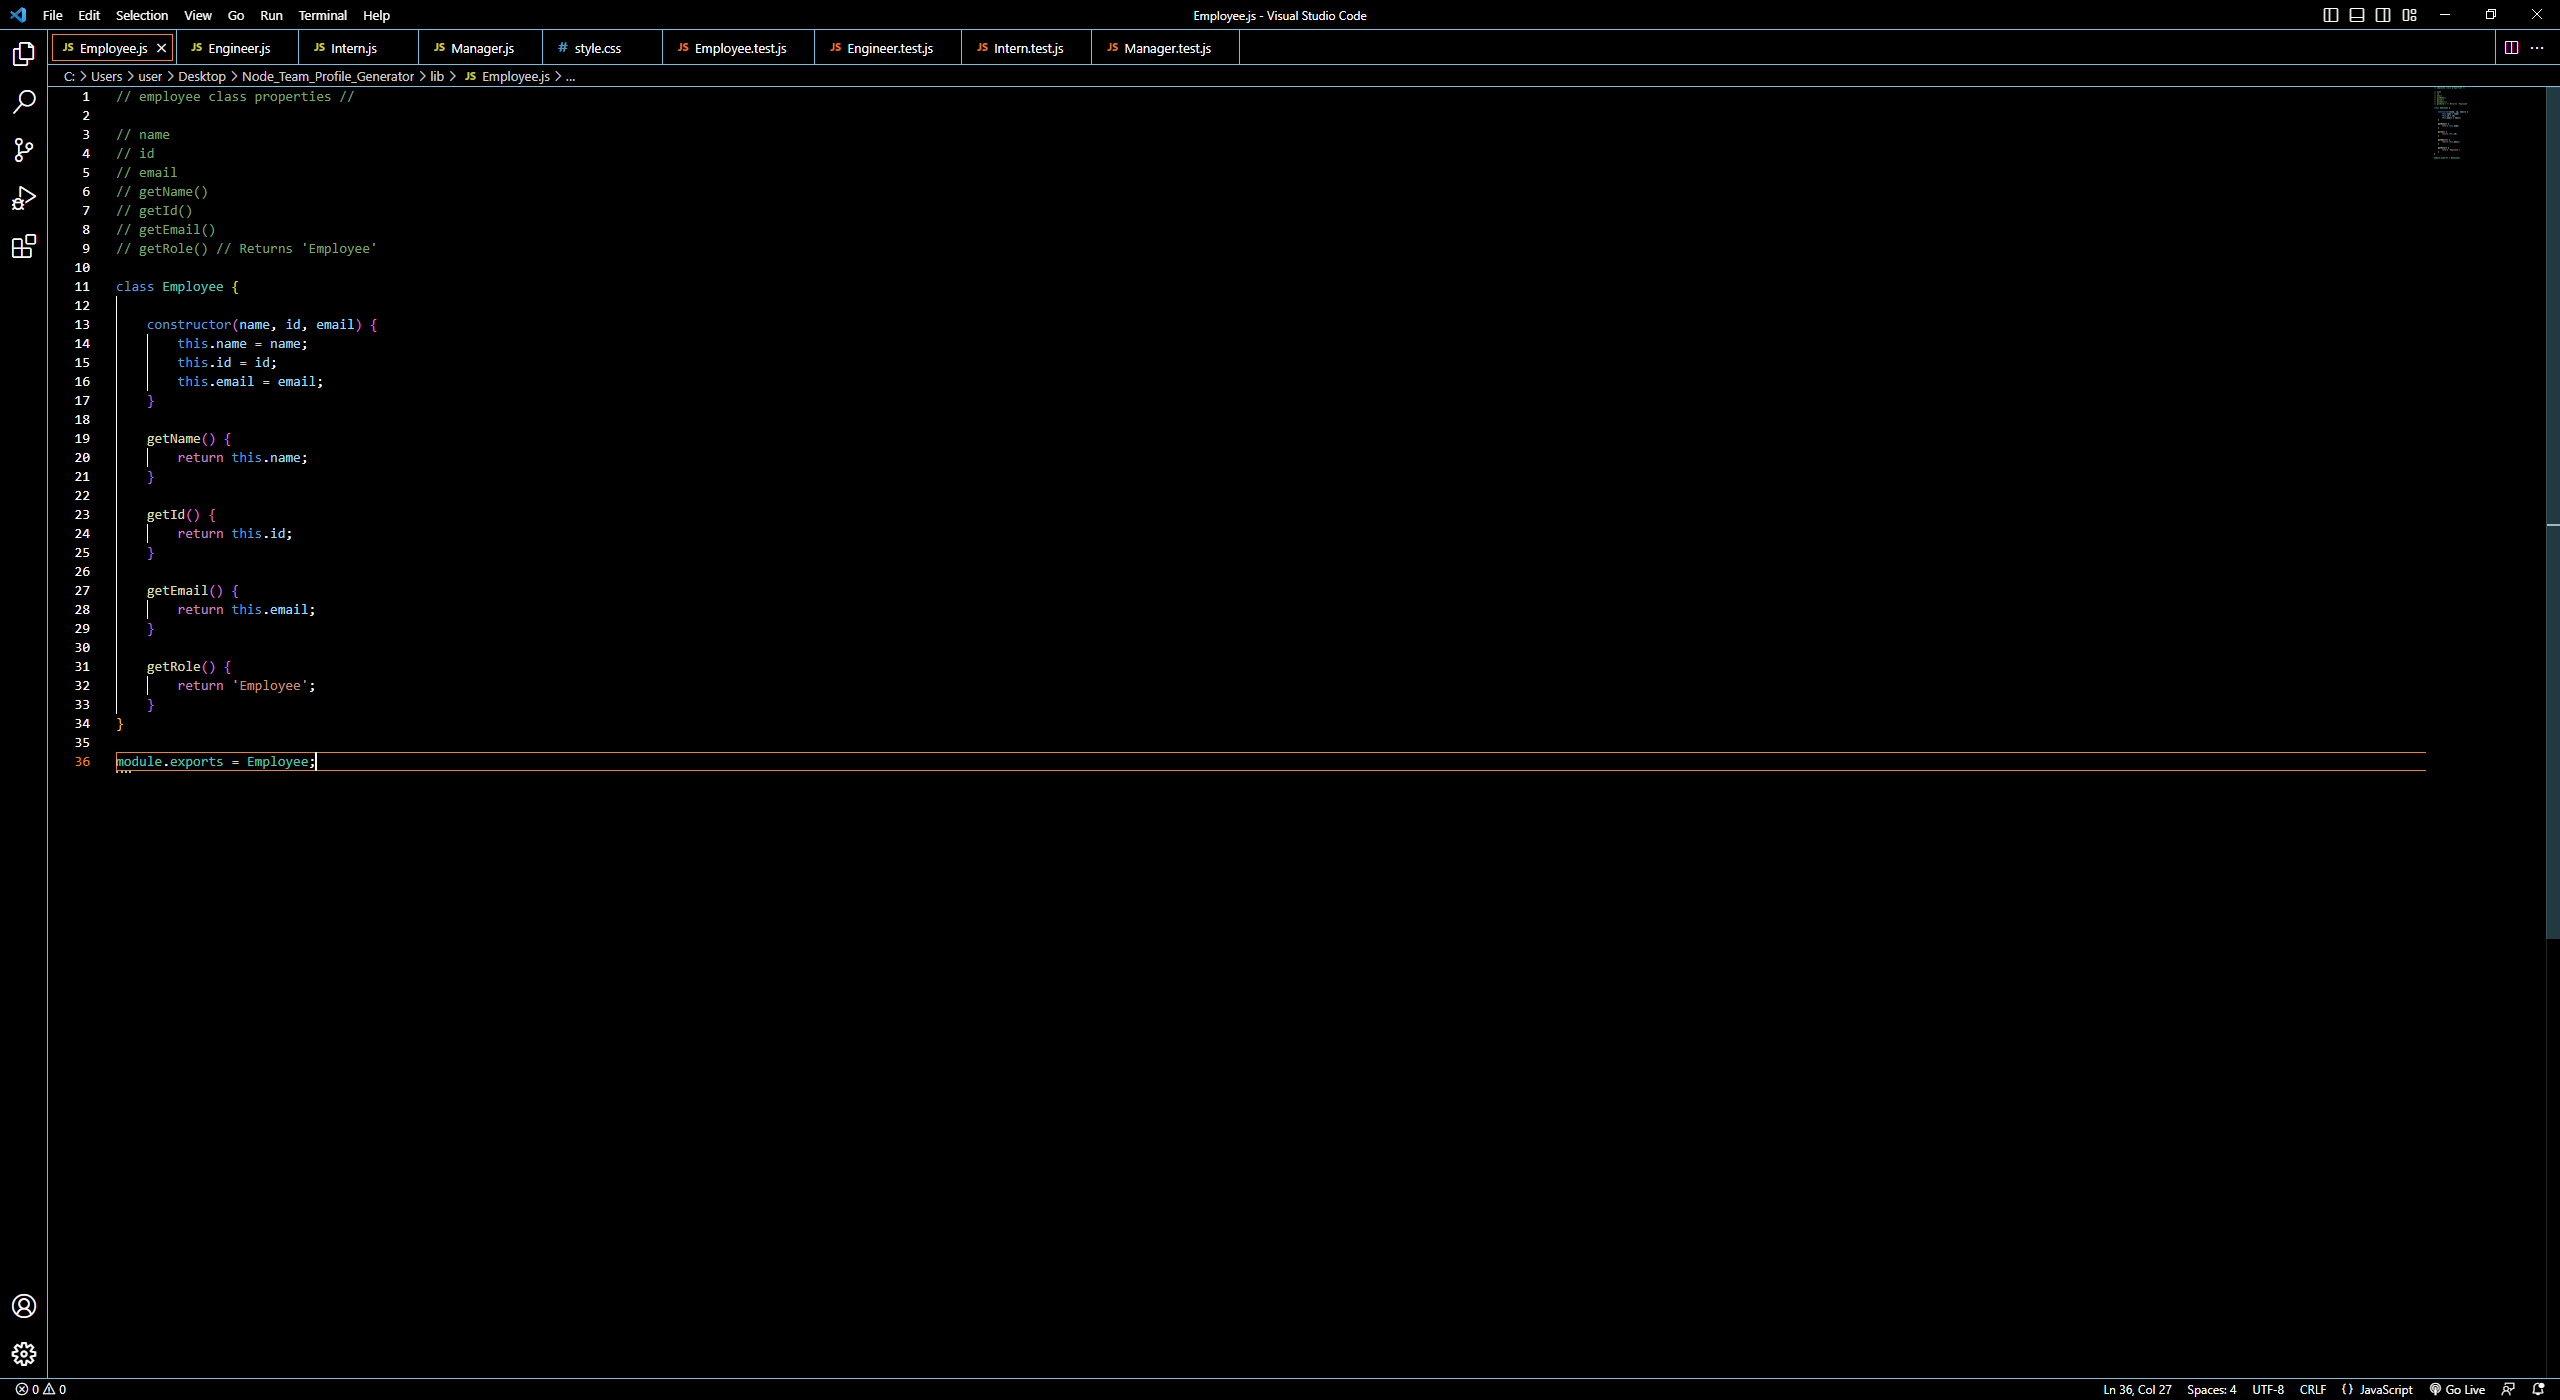 File Edit Selection View Go Run Terminal Help
Employee.js - Visual Studio Code
JS Employee.js JS Engineer.js JS Intern.js JS Manager.js # style.css JS Employee.test.js JS Engineer.test.js JS Intern.test.js JS Manager.test.js
C: > Users > user > Desktop > Node_Team_Profile_Generator > lib > JS Employee.js > ...
1 // employee class properties //
2
3 // name
4 // id
5 // email
6 // getName()
7 // getId()
8 // getEmail()
9 // getRole() // Returns 'Employee'
10
11 class Employee {
12
13 constructor(name, id, email) {
14 this.name = name;
15 this.id = id;
16 this.email = email;
17 }
18
19 getName() {
20 return this.name;
21 }
22
23 getId() {
24 return this.id;
25 }
26
27 getEmail() {
28 return this.email;
29 }
30
31 getRole() {
32 return 'Employee';
33 }
34 }
35
36 module.exports = Employee;
0 0
Ln 36, Col 27 Spaces: 4 UTF-8 CRLF {} JavaScript Go Live